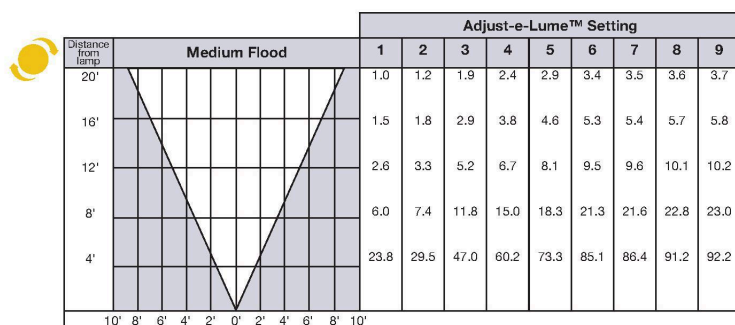 Adjust-e-Lume™ Setting
Distance from lamp Medium Flood 1 2 3 4 5 6 7 8 9
20' 1.0 1.2 1.9 2.4 2.9 3.4 3.5 3.6 3.7
16' 1.5 1.8 2.9 3.8 4.6 5.3 5.4 5.7 5.8
12' 2.6 3.3 5.2 6.7 8.1 9.5 9.6 10.1 10.2
8' 6.0 7.4 11.8 15.0 18.3 21.3 21.6 22.8 23.0
4' 23.8 29.5 47.0 60.2 73.3 85.1 86.4 91.2 92.2
10' 8' 6' 4' 2' 0' 2' 4' 6' 8' 10'